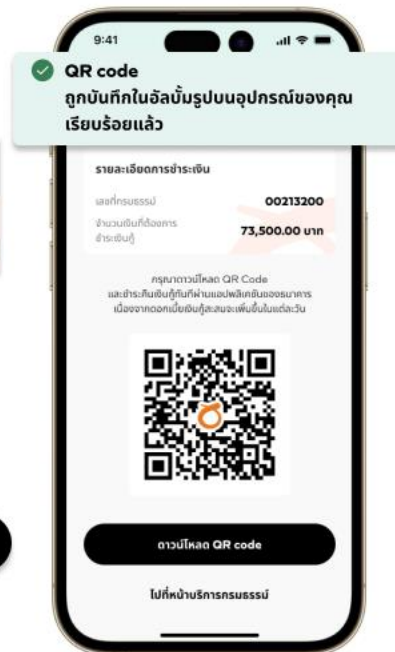 9:41
QR code
ถูกบันทึกในอัลบั้มรูปบนอุปกรณ์ของคุณ
เรียบร้อยแล้ว
รายละเอียดการชำระเงิน
เลขที่กรมธรรม์ 00213200
จำนวนเงินที่ต้องการ
ชำระเงินกู้ 73,500.00 บาท
กรุณาดาวน์โหลด QR Code
และชำระคืนเงินกู้ทันทีผ่านแอปพลิเคชันของธนาคาร
เนื่องจากดอกเบี้ยเงินกู้สะสมจะเพิ่มขึ้นในแต่ละวัน
ดาวน์โหลด QR code
ไปที่หน้าบริการกรมธรรม์